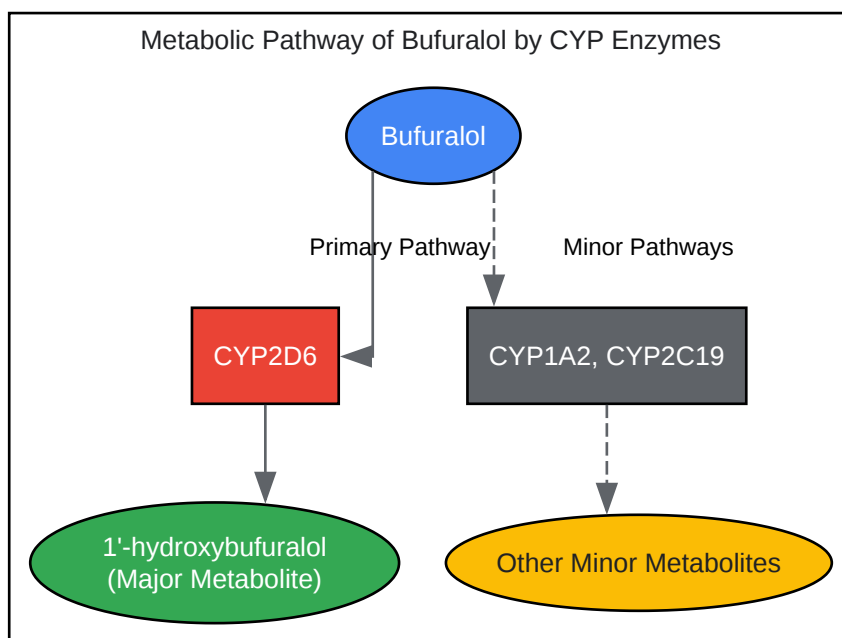 Metabolic Pathway of Bufuralol by CYP Enzymes
Bufuralol
Primary Pathway
Minor Pathways
CYP2D6
CYP1A2, CYP2C19
1'-hydroxybufuralol
(Major Metabolite)
Other Minor Metabolites